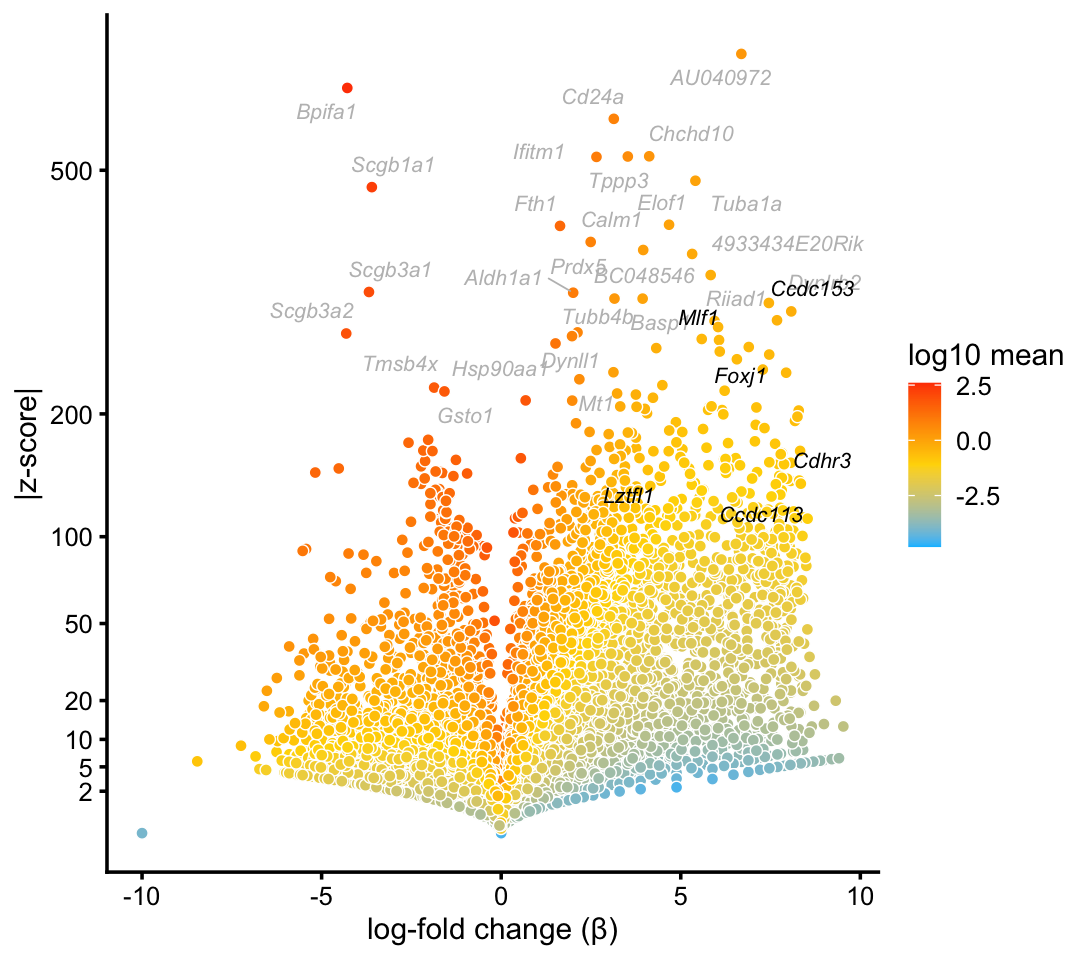 AU040972
Cd24a
Bpifa1
Chchd10
Ifitm1
Scgb1a1
500
Tppp3
Fth1
Elof1
Tuba1a
Calm1
4933434E20Rik
Scgb3a1
Prdx5
Aldh1a1
BC048546
Dynlrb2
Ccdc153
Riiad1
Scgb3a2
Tubb4b
Basp1
Mlf1
log10 mean
Tmsb4x
Hsp90aa1
Dynll1
Foxj1
2.5
|z-score|
200
Gsto1
Mt1
0.0
Cdhr3
Lztfl1
-2.5
Ccdc113
100
50
20
10
5
2
-10
-5
0
5
10
log-fold change (β)